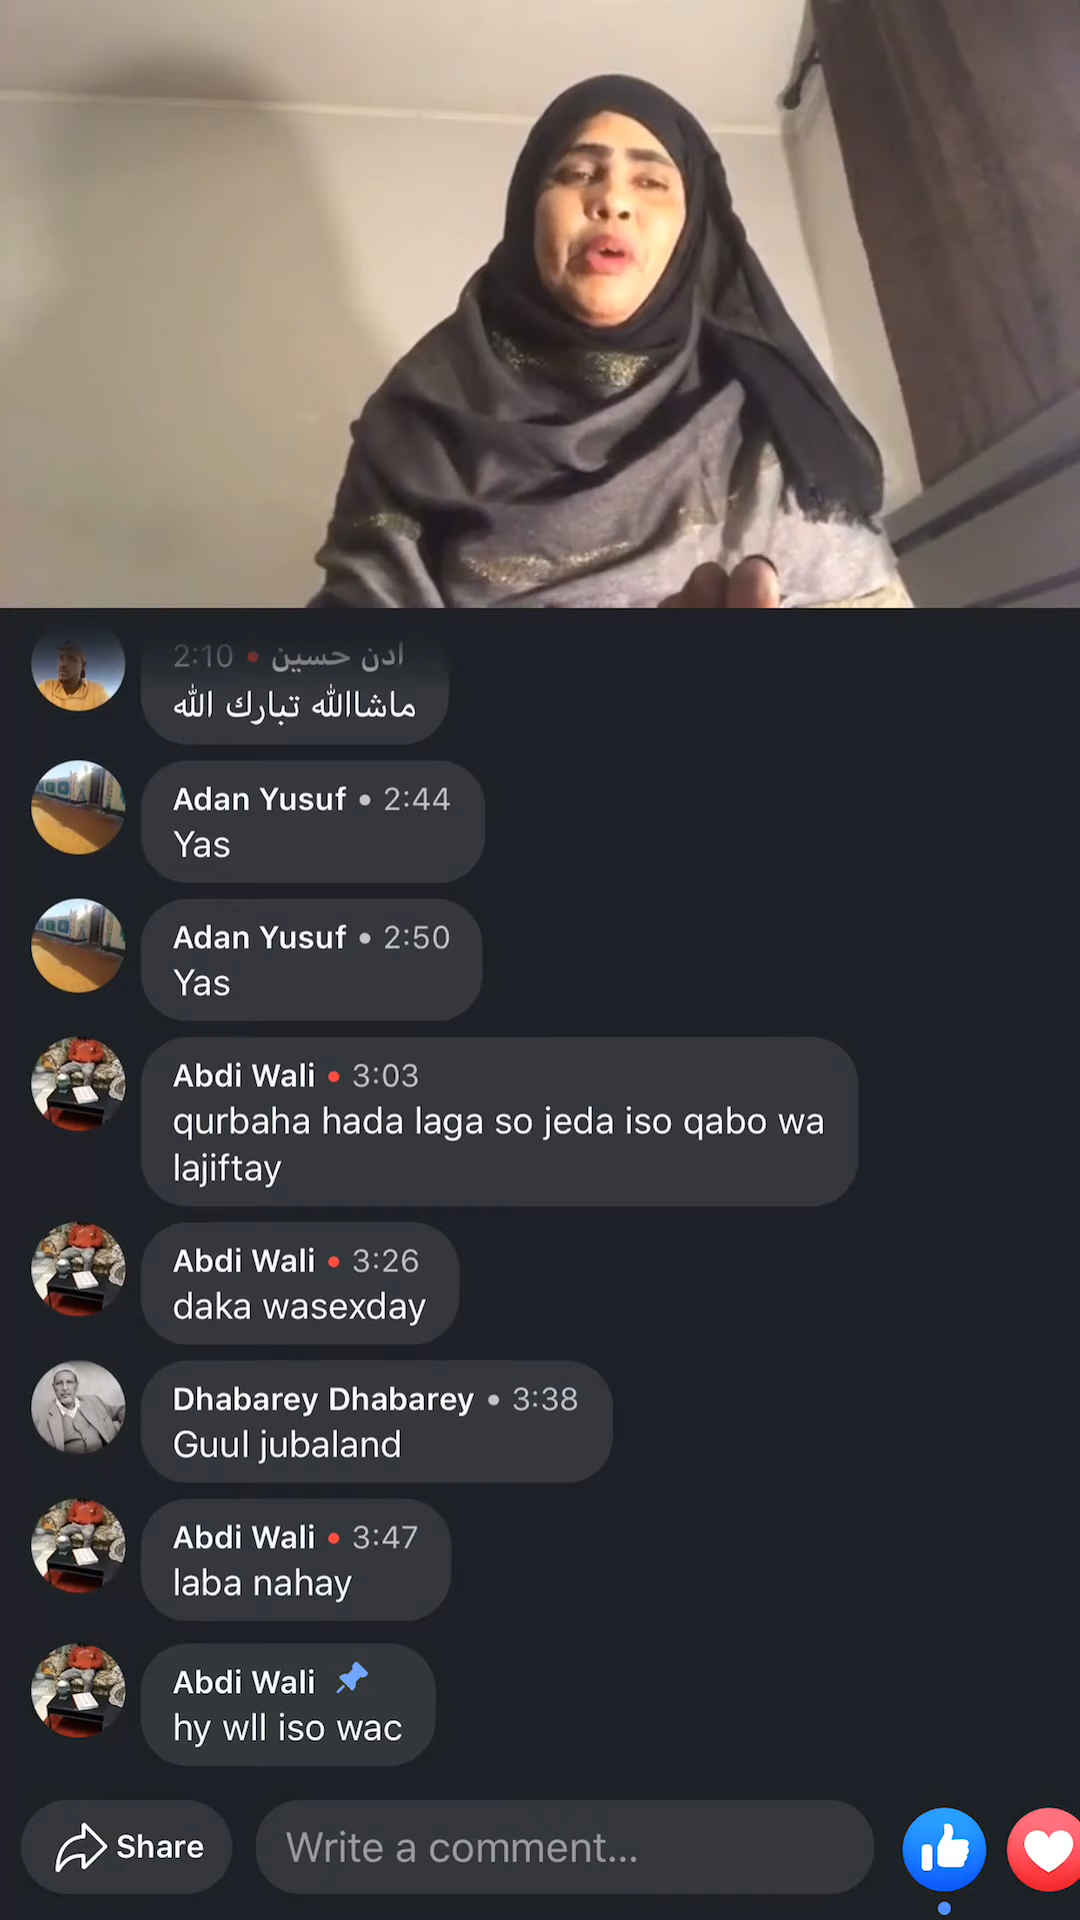 ادن حسين • 2:10
ماشاالله تبارك الله
Adan Yusuf • 2:44
Yas
Adan Yusuf • 2:50
Yas
Abdi Wali • 3:03
qurbaha hada laga so jeda iso qabo wa
lajiftay
Abdi Wali • 3:26
daka wasexday
Dhabarey Dhabarey • 3:38
Guul jubaland
Abdi Wali • 3:47
laba nahay
Abdi Wali
hy wll iso wac
Share
Write a comment...